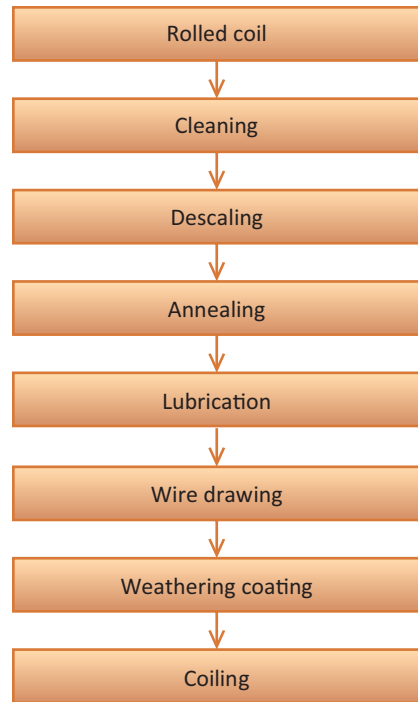 Rolled coil
Cleaning
Descaling
Annealing
Lubrication
Wire drawing
Weathering coating
Coiling